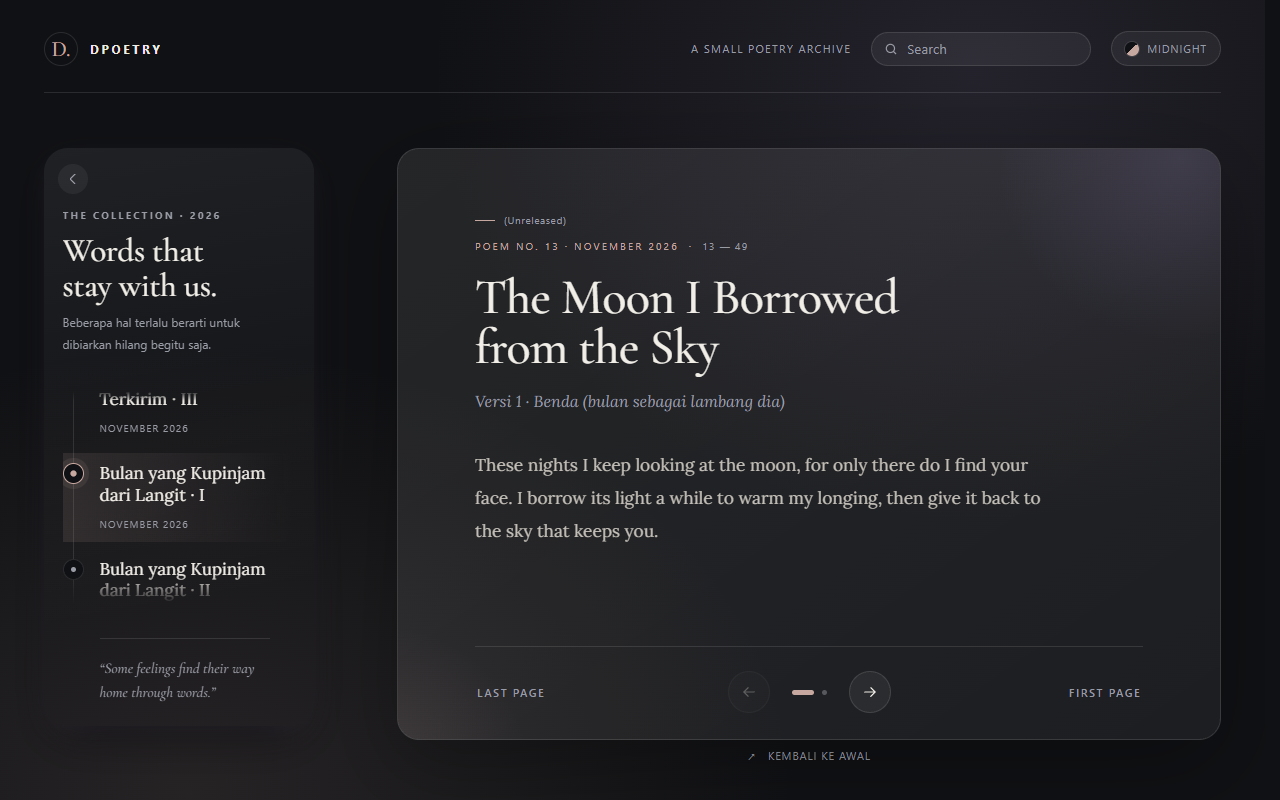 D.
DPOETRY
A SMALL POETRY ARCHIVE
Search
MIDNIGHT
THE COLLECTION · 2026
Words that
stay with us.
Beberapa hal terlalu berarti untuk
dibiarkan hilang begitu saja.
Terkirim · III
NOVEMBER 2026
Bulan yang Kupinjam
dari Langit · I
NOVEMBER 2026
Bulan yang Kupinjam
dari Langit · II
“Some feelings find their way
home through words.”
(Unreleased)
POEM NO. 13 · NOVEMBER 2026 · 13 — 49
The Moon I Borrowed
from the Sky
Versi 1 · Benda (bulan sebagai lambang dia)
These nights I keep looking at the moon, for only there do I find your
face. I borrow its light a while to warm my longing, then give it back to
the sky that keeps you.
LAST PAGE
FIRST PAGE
KEMBALI KE AWAL